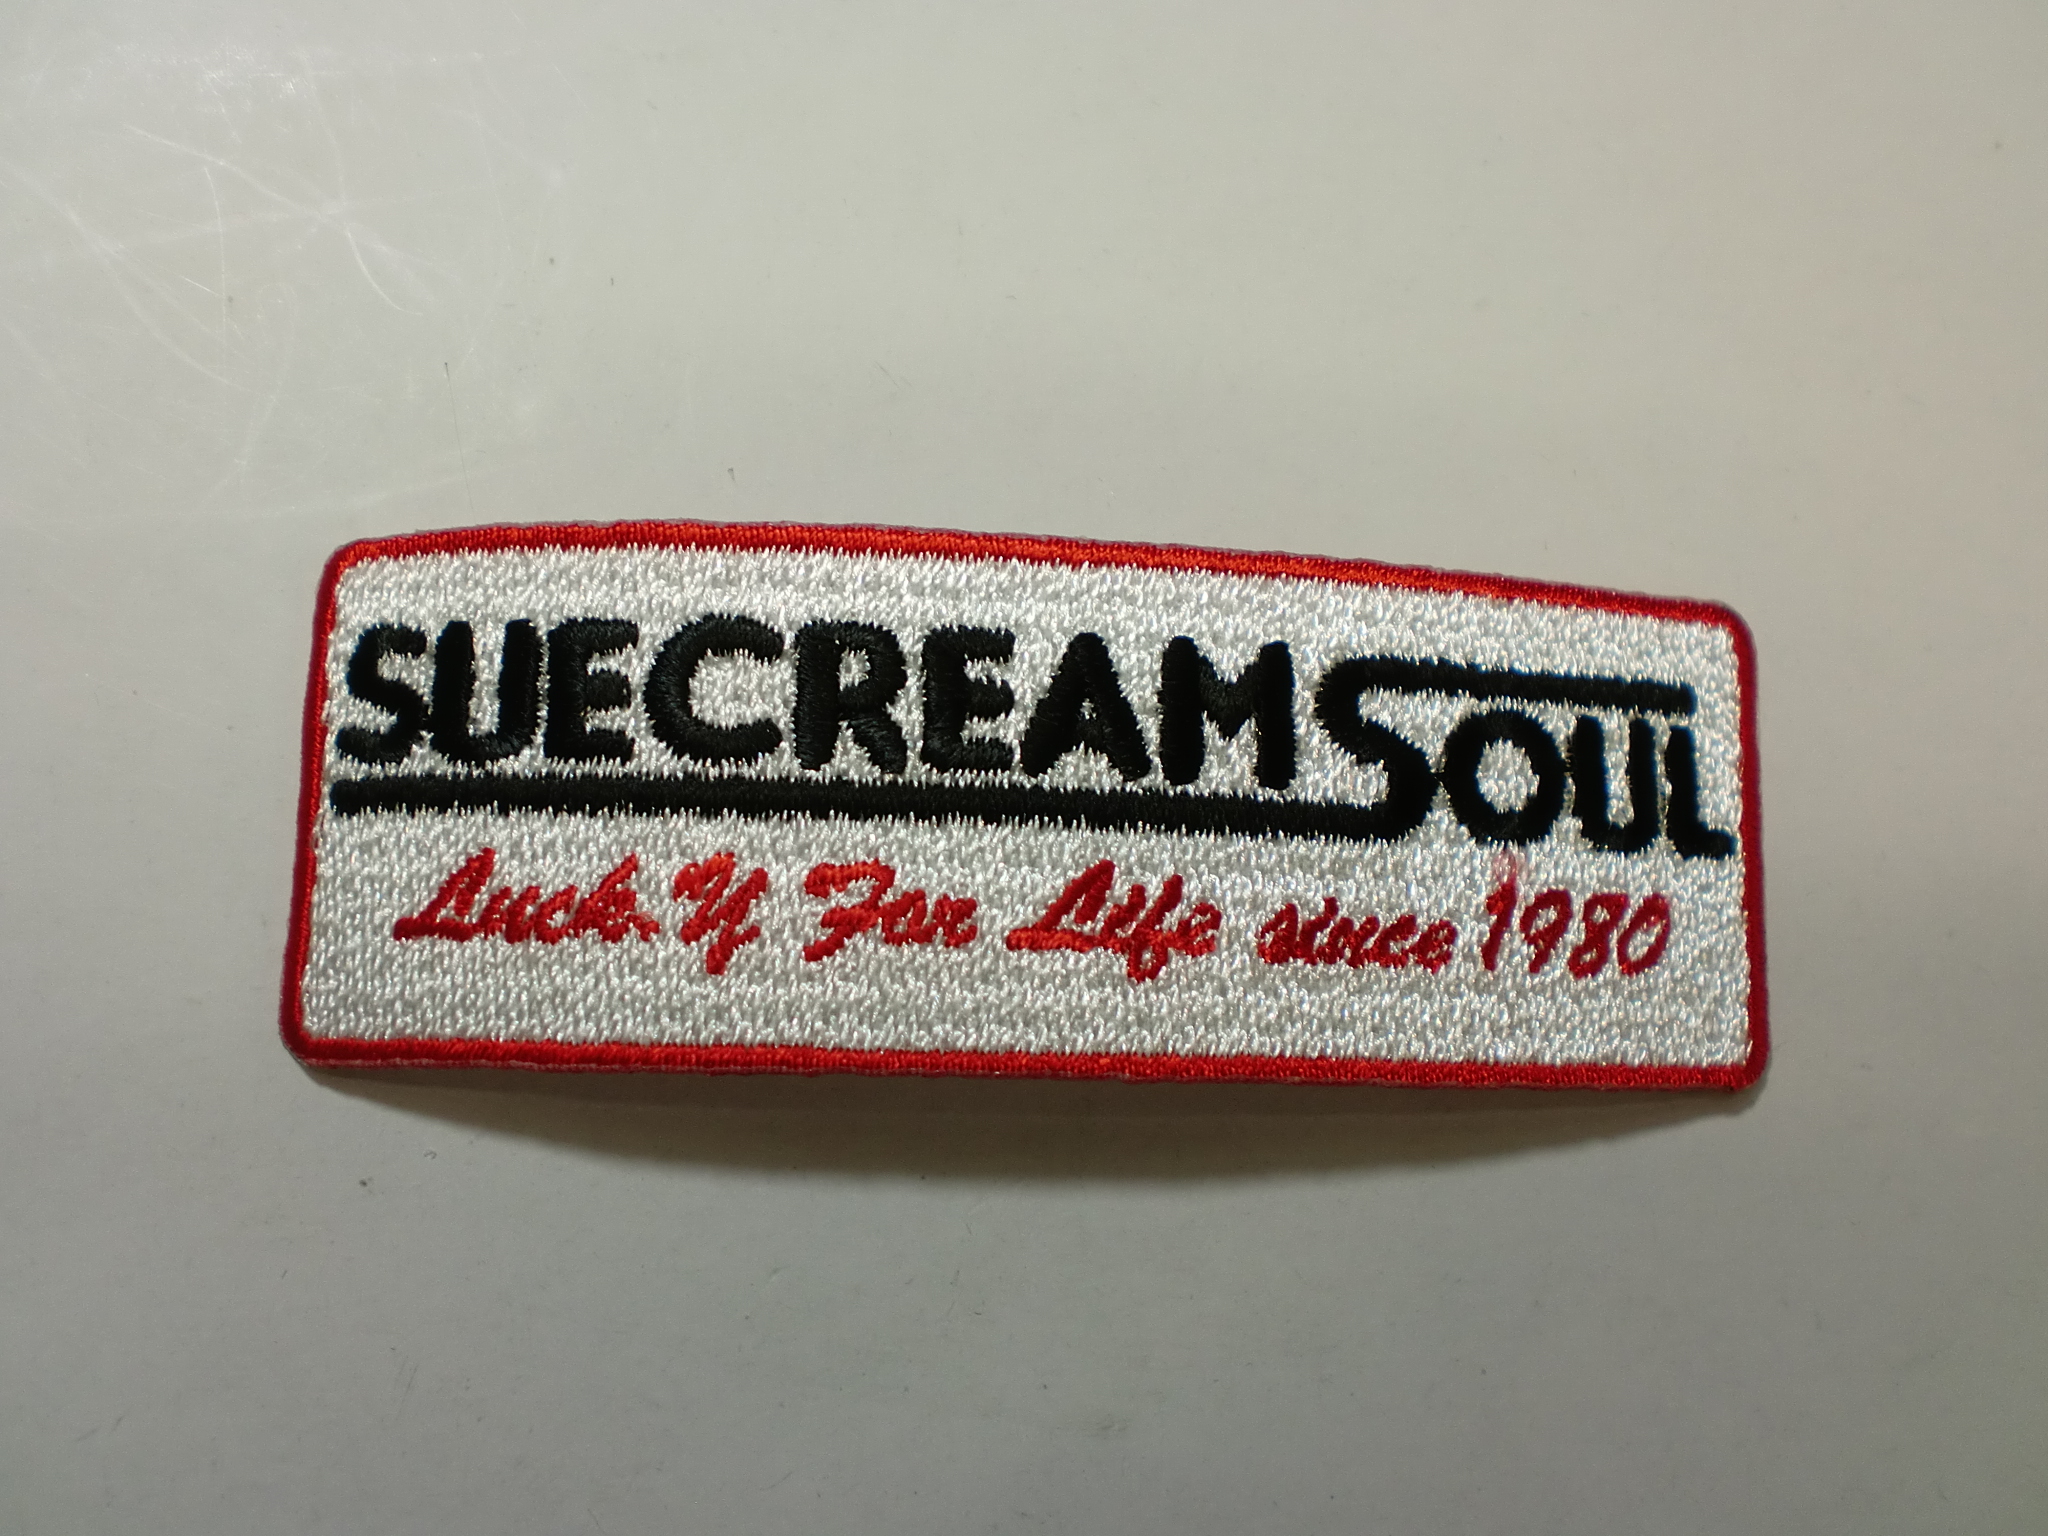 SUECREAM SOUL
Luck.Y For Life since 1980